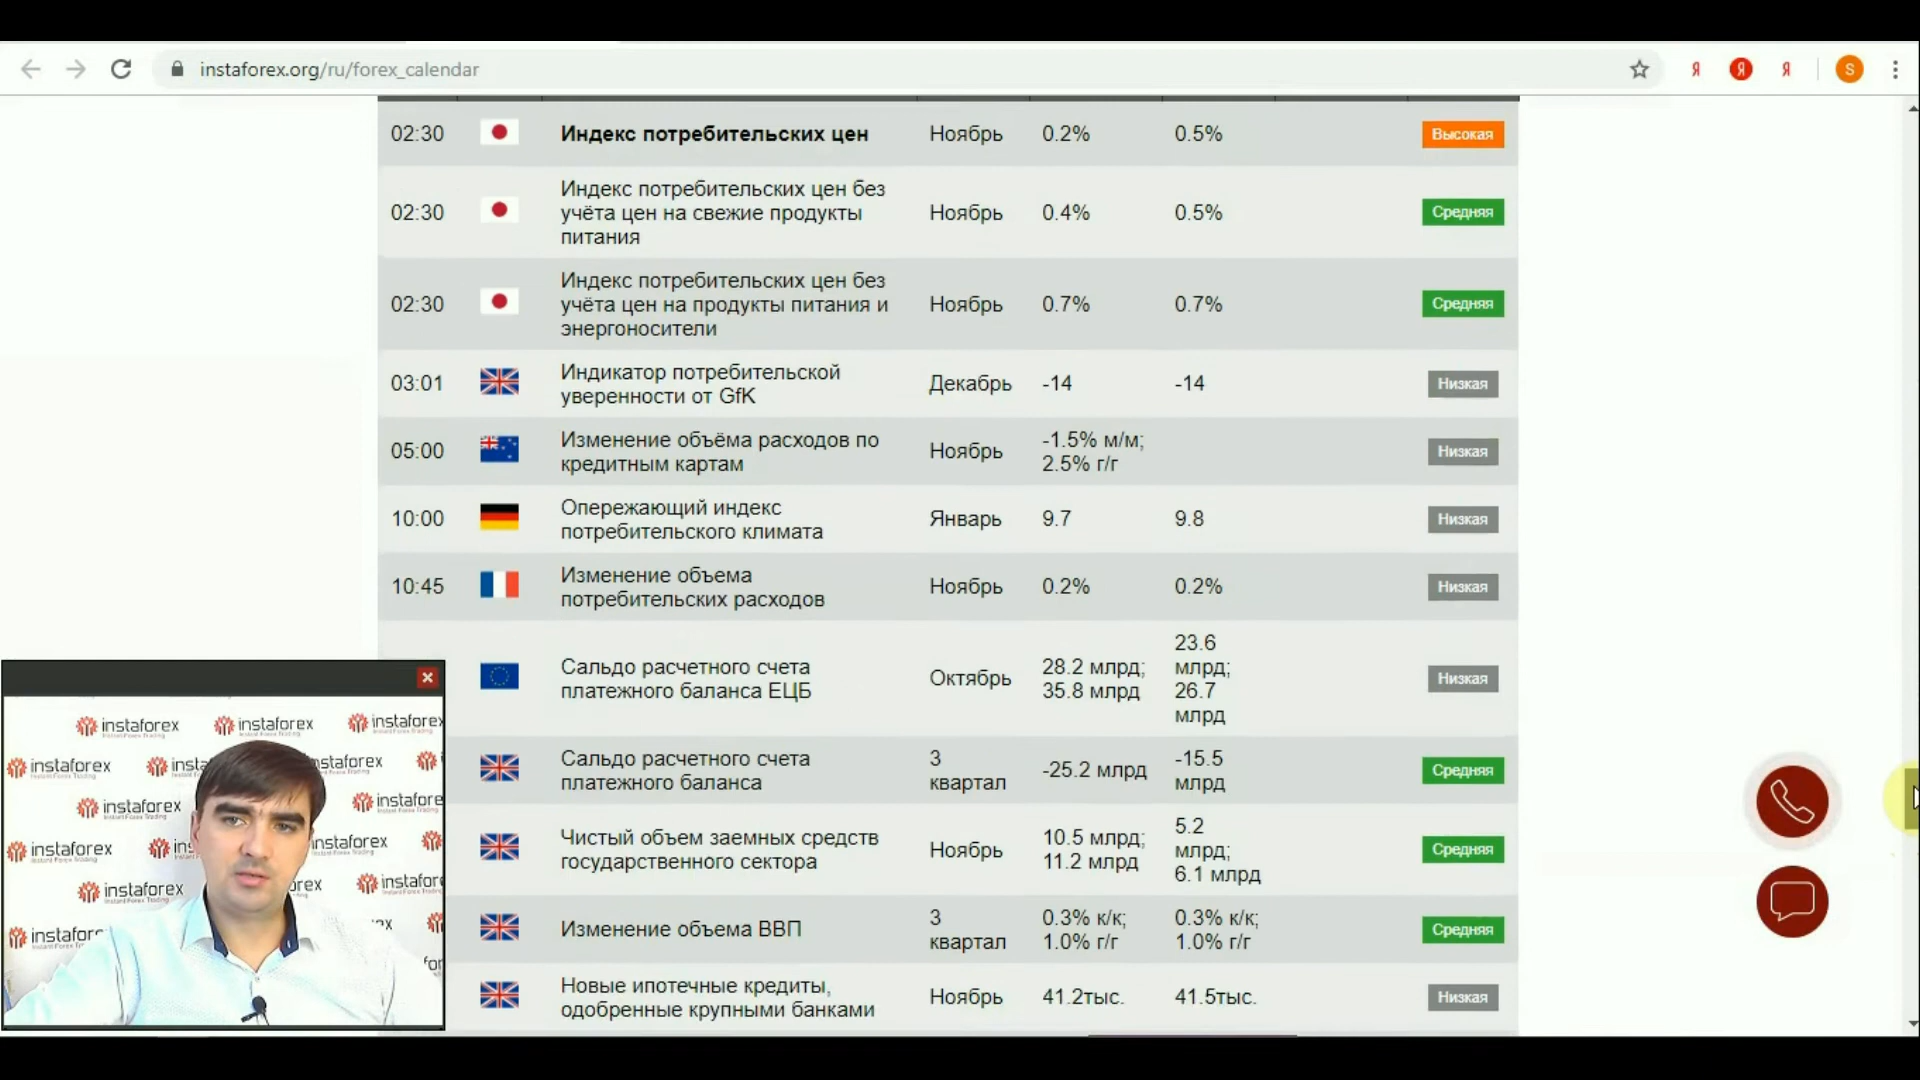 instaforex.org/ru/forex_calendar
Я
Я
Я
S
02:30
Индекс потребительских цен
Ноябрь
0.2%
0.5%
Высокая
02:30
Индекс потребительских цен без
учёта цен на свежие продукты
питания
Ноябрь
0.4%
0.5%
Средняя
02:30
Индекс потребительских цен без
учёта цен на продукты питания и
энергоносители
Ноябрь
0.7%
0.7%
Средняя
03:01
Индикатор потребительской
уверенности от GfK
Декабрь
-14
-14
Низкая
05:00
Изменение объёма расходов по
кредитным картам
Ноябрь
-1.5% м/м;
2.5% г/г
Низкая
10:00
Опережающий индекс
потребительского климата
Январь
9.7
9.8
Низкая
10:45
Изменение объема
потребительских расходов
Ноябрь
0.2%
0.2%
Низкая
Сальдо расчетного счета
платежного баланса ЕЦБ
Октябрь
28.2 млрд;
35.8 млрд
23.6
млрд;
26.7
млрд
Низкая
Сальдо расчетного счета
платежного баланса
3
квартал
-25.2 млрд
-15.5
млрд
Средняя
Чистый объем заемных средств
государственного сектора
Ноябрь
10.5 млрд;
11.2 млрд
5.2
млрд;
6.1 млрд
Средняя
Изменение объема ВВП
3
квартал
0.3% к/к;
1.0% г/г
0.3% к/к;
1.0% г/г
Средняя
Новые ипотечные кредиты,
одобренные крупными банками
Ноябрь
41.2тыс.
41.5тыс.
Низкая
instaforex
Instant Forex Trading
instaforex
Instant Forex Trading
instaforex
instaforex
instaforex
instaforex
instaforex
instaforex
instaforex
instaforex